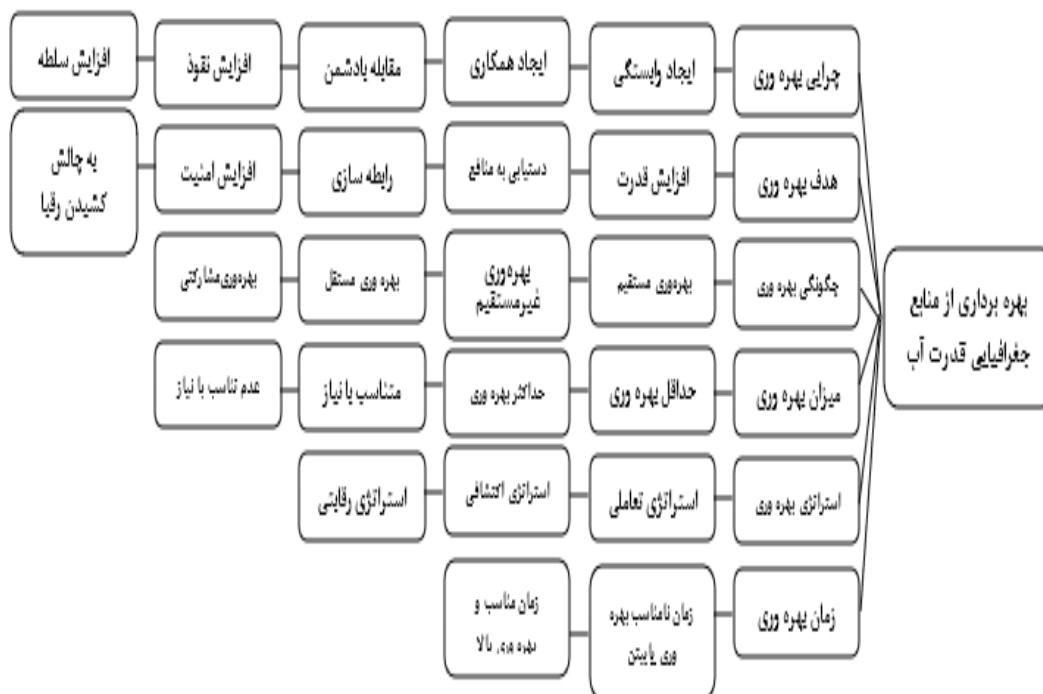 بهره برداری از منابع
جغرافیایی قدرت آب
چرایی بهره وری
ایجاد وابستگی
ایجاد همکاری
مقابله بادشمن
افزایش نفوذ
افزایش سلطه
هدف بهره وری
افزایش قدرت
دستیابی به منافع
رابطه سازی
افزایش امنیت
به چالش
کشیدن رقبا
چگونگی بهره وری
بهره‌وری مستقیم
بهره‌وری
غیرمستقیم
بهره وری مستقل
بهره‌وری‌مشارکتی
میزان بهره وری
حداقل بهره وری
حداکثر بهره وری
متناسب با نیاز
عدم تناسب با نیاز
استراتژی بهره وری
استراتژی تعاملی
استراتژی اکتشافی
استراتژی رقابتی
زمان بهره وری
زمان نامناسب بهره
وری پاییتن
زمان مناسب و
بهره وری بالا